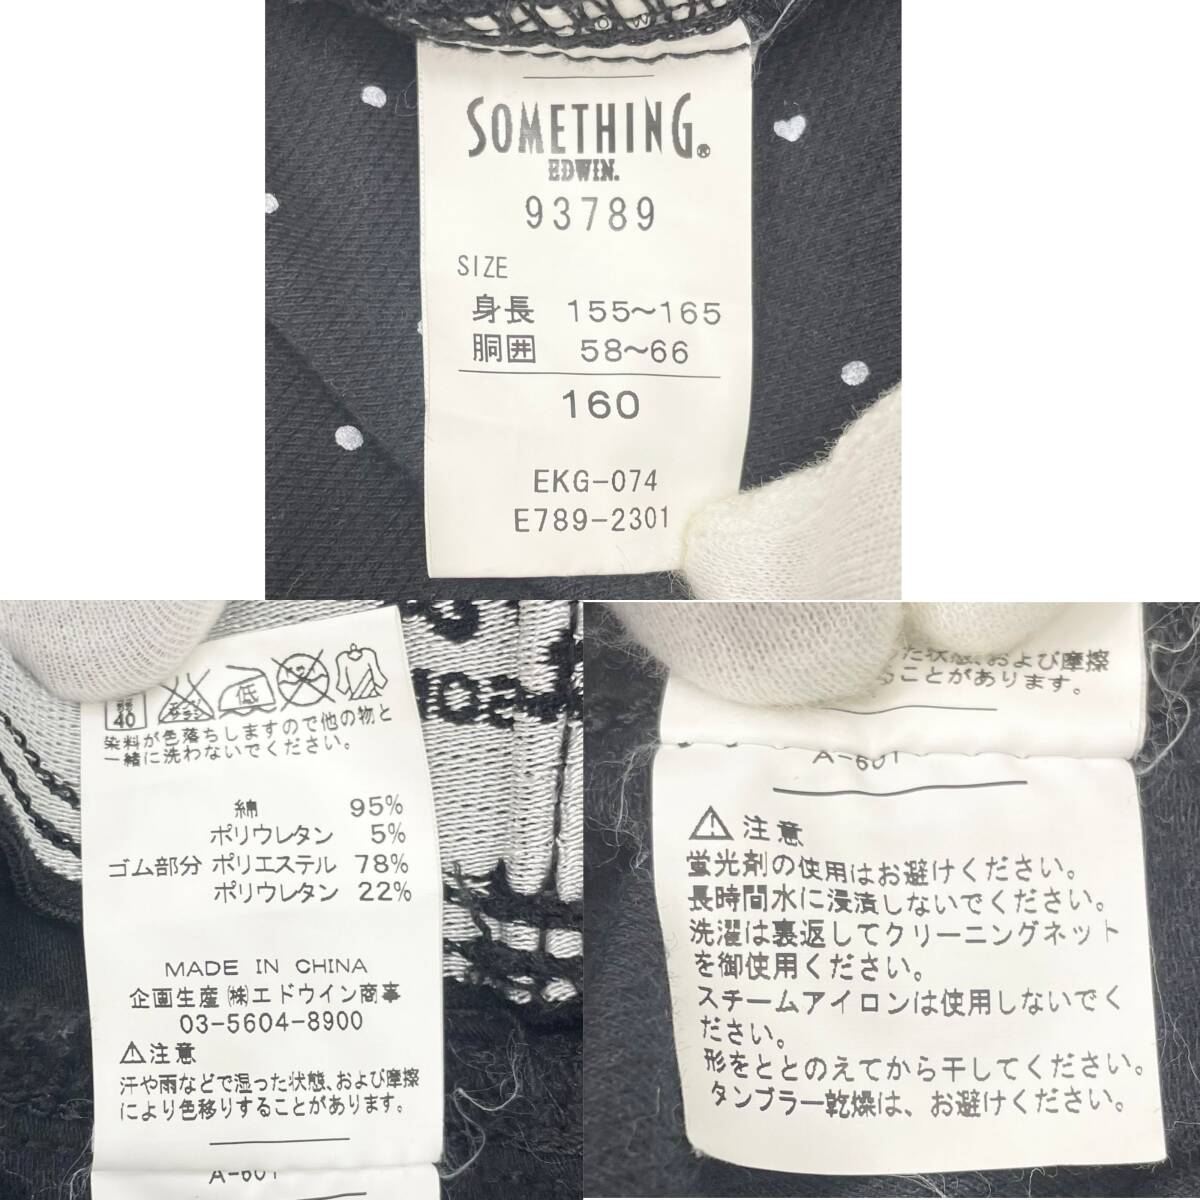 SOMETHING®
EDWIN.
93789
SIZE
身長 155～165
胴囲 58～66
160
EKG-074
E789-2301
40
低
染料が色落ちしますので他の物と
一緒に洗わないでください。
綿 95%
ポリウレタン 5%
ゴム部分 ポリエステル 78%
ポリウレタン 22%
MADE IN CHINA
企画生産 ㈱エドウイン商事
03-5604-8900
⚠注意
汗や雨などで湿った状態、および摩擦
により色移りすることがあります。
A-601
た状態、および摩擦
ることがあります。
A-601
⚠注意
蛍光剤の使用はお避けください。
長時間水に浸漬しないでください。
洗濯は裏返してクリーニングネット
を御使用ください。
スチームアイロンは使用しないでく
ださい。
形をととのえてから干してください。
タンブラー乾燥は、お避けください。